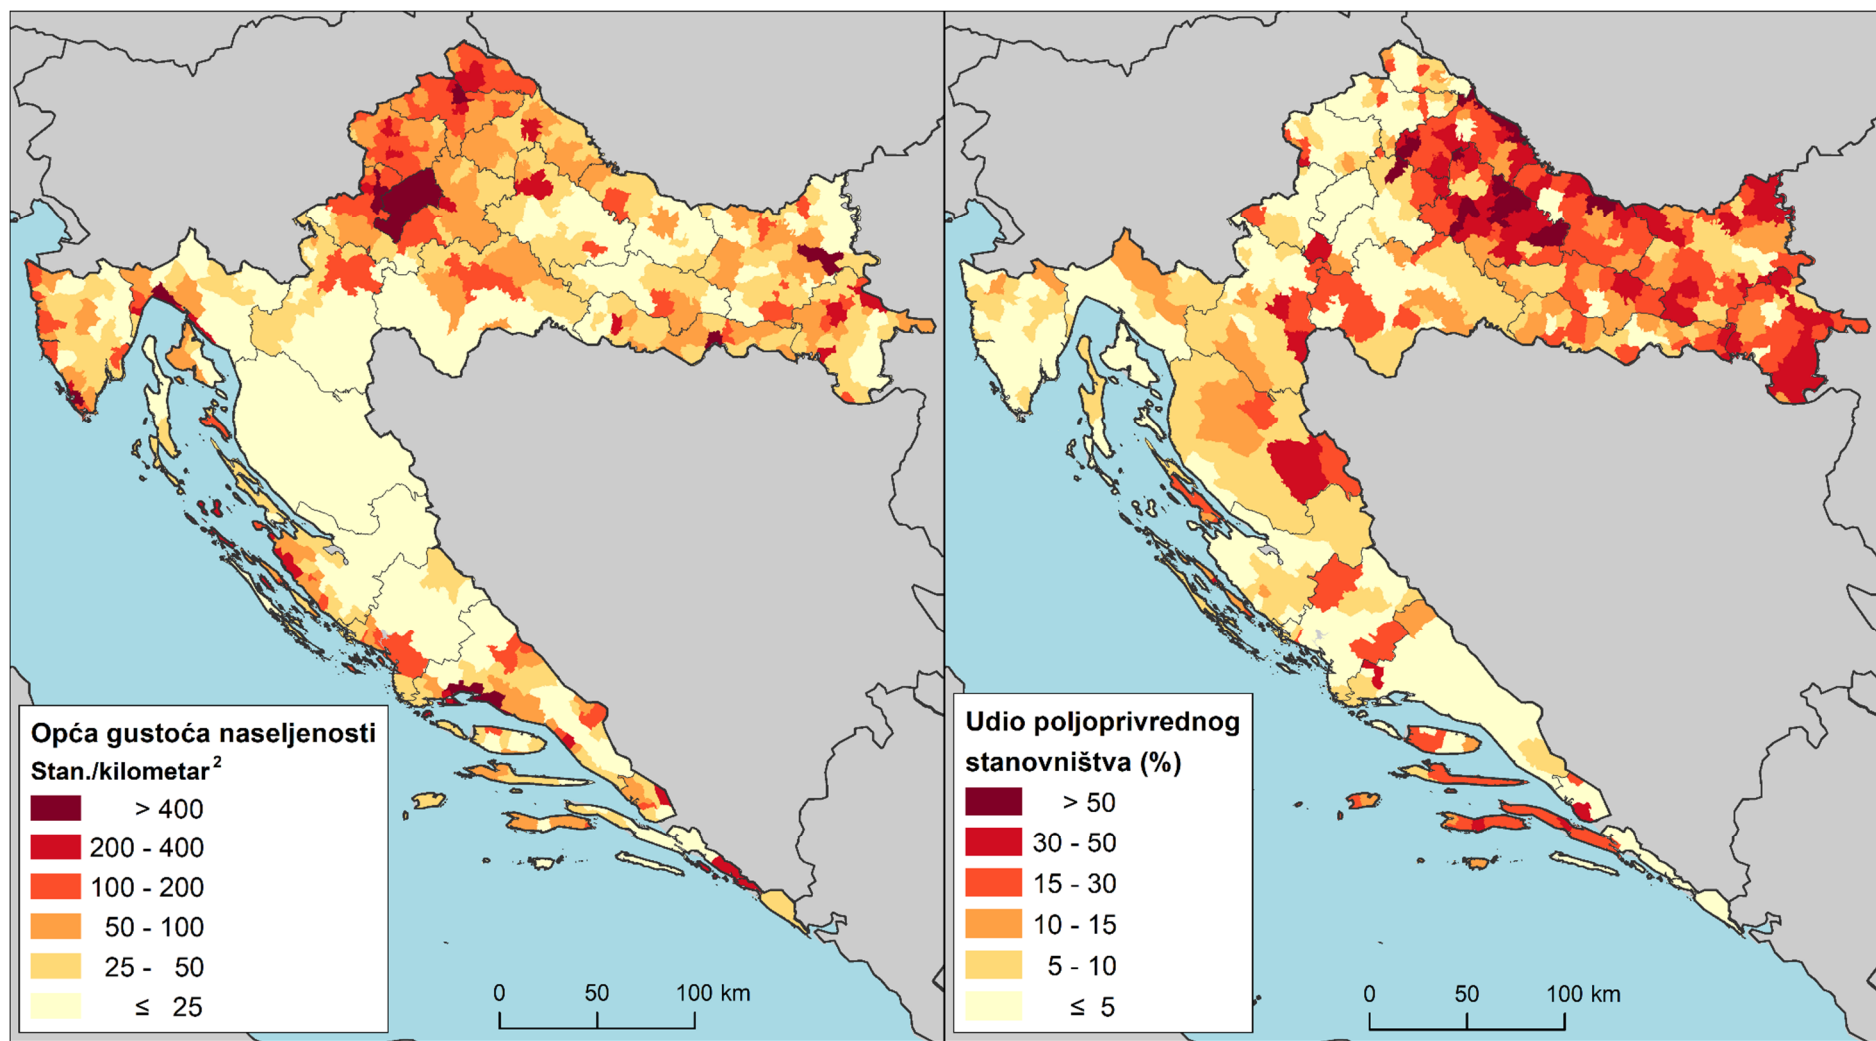 Opća gustoća naseljenosti
Stan./kilometar²
> 400
200 - 400
100 - 200
50 - 100
25 - 50
≤ 25
0 50 100 km
Udio poljoprivrednog
stanovništva (%)
> 50
30 - 50
15 - 30
10 - 15
5 - 10
≤ 5
0 50 100 km